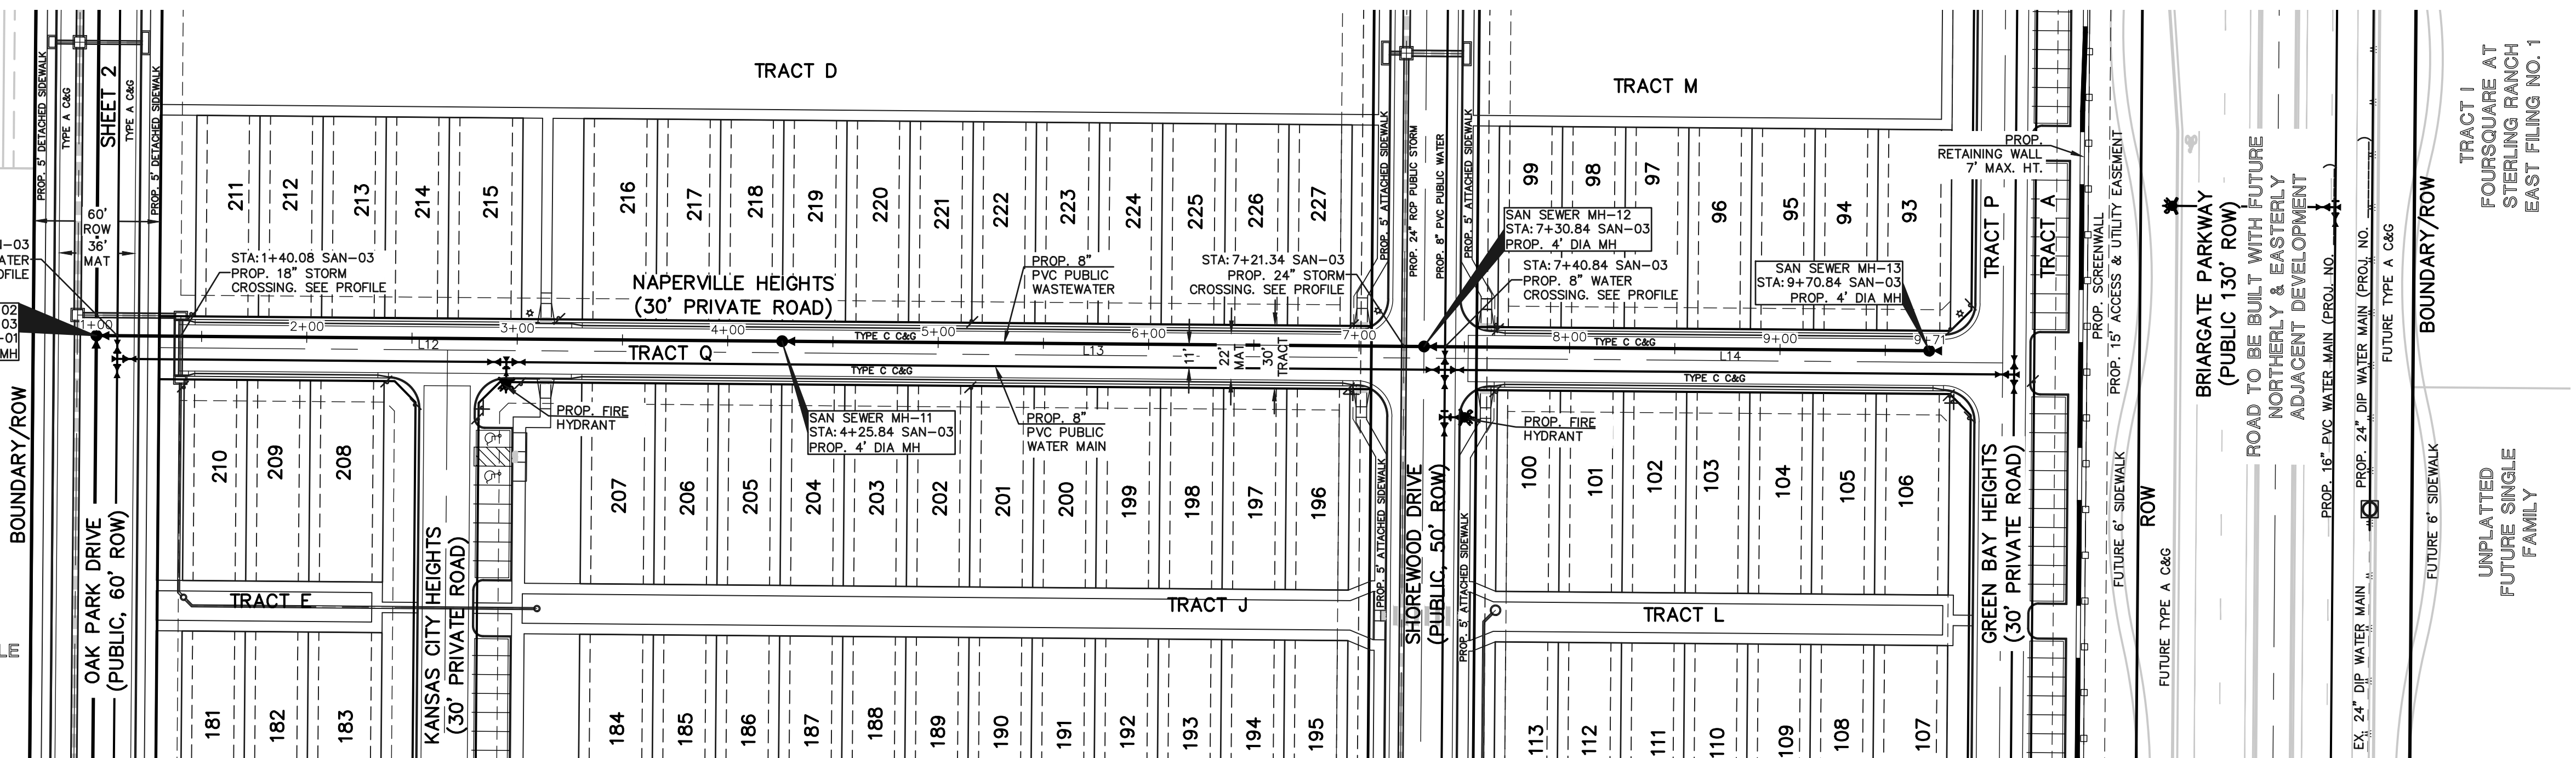 PROP. 5' DETACHED SIDEWALK
TYPE A C&G
SHEET 2
TYPE A C&G
PROP. 5' DETACHED SIDEWALK
TRACT D
TRACT M
60'
ROW
36'
MAT
211
212
213
214
215
216
217
218
219
220
221
222
223
224
225
226
227
PROP. 5' ATTACHED SIDEWALK
PROP. 24" RCP PUBLIC STORM
PROP. 8" PVC PUBLIC WATER
PROP. 5' ATTACHED SIDEWALK
99
98
97
96
95
94
93
PROP.
RETAINING WALL
7' MAX. HT.
TRACT P
TRACT A
PROP. SCREENWALL
PROP. 15' ACCESS & UTILITY EASEMENT
BRIARGATE PARKWAY
(PUBLIC 130' ROW)
ROAD TO BE BUILT WITH FUTURE
NORTHERLY & EASTERLY
ADJACENT DEVELOPMENT
PROP. 16" PVC WATER MAIN (PROJ. NO.
)
PROP. 24" DIP WATER MAIN (PROJ. NO.
)
FUTURE TYPE A C&G
BOUNDARY/ROW
TRACT I
FOURSQUARE AT
STERLING RANCH
EAST FILING NO. 1
-03
ATER
OFILE
02
03
-01
MH
STA:1+40.08 SAN-03
PROP. 18" STORM
CROSSING. SEE PROFILE
NAPERVILLE HEIGHTS
(30' PRIVATE ROAD)
PROP. 8"
PVC PUBLIC
WASTEWATER
STA:7+21.34 SAN-03
PROP. 24" STORM
CROSSING. SEE PROFILE
SAN SEWER MH-12
STA:7+30.84 SAN-03
PROP. 4' DIA MH
STA:7+40.84 SAN-03
PROP. 8" WATER
CROSSING. SEE PROFILE
SAN SEWER MH-13
STA:9+70.84 SAN-03
PROP. 4' DIA MH
1+00
2+00
3+00
4+00
5+00
6+00
7+00
8+00
9+00
9+71
TYPE C C&G
TYPE C C&G
L12
TRACT Q
L13
11'
22'
MAT
30'
TRACT
L14
TYPE C C&G
TYPE C C&G
BOUNDARY/ROW
OAK PARK DRIVE
(PUBLIC, 60' ROW)
210
209
208
KANSAS CITY HEIGHTS
(30' PRIVATE ROAD)
PROP. FIRE
HYDRANT
SAN SEWER MH-11
STA:4+25.84 SAN-03
PROP. 4' DIA MH
PROP. 8"
PVC PUBLIC
WATER MAIN
207
206
205
204
203
202
201
200
199
198
197
196
PROP. 5' ATTACHED SIDEWALK
SHOREWOOD DRIVE
(PUBLIC, 50' ROW)
PROP. 5' ATTACHED SIDEWALK
PROP. FIRE
HYDRANT
100
101
102
103
104
105
106
GREEN BAY HEIGHTS
(30' PRIVATE ROAD)
FUTURE 6' SIDEWALK
ROW
FUTURE TYPE A C&G
EX. 24" DIP WATER MAIN
FUTURE 6' SIDEWALK
UNPLATTED
FUTURE SINGLE
FAMILY
TRACT J
TRACT L
181
182
183
184
185
186
187
188
189
190
191
192
193
194
195
113
112
111
110
109
108
107